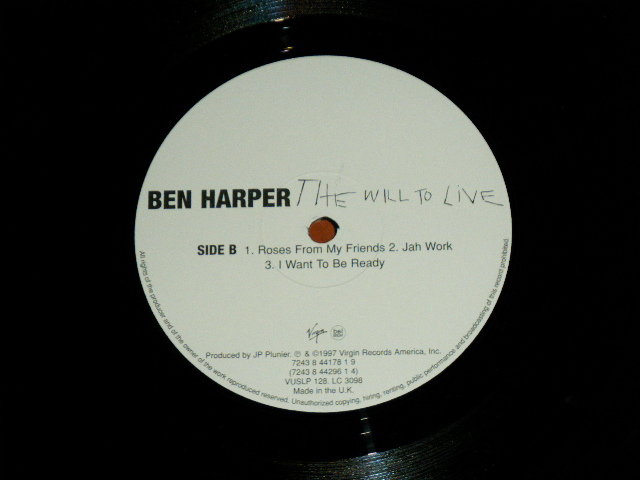 BEN HARPER THE WILL TO LIVE
SIDE B 1. Roses From My Friends 2. Jah Work
3. I Want To Be Ready
Virgin
Produced by JP Plunier. ℗ & ©1997 Virgin Records America, Inc.
7243 8 44178 1 9
(7243 8 44296 1 4)
VUSLP 128. LC 3098
Made in the U.K.
All rights of the producer and of the owner of the work reproduced reserved. Unauthorized copying, hiring, renting, public performance and broadcasting of this record prohibited